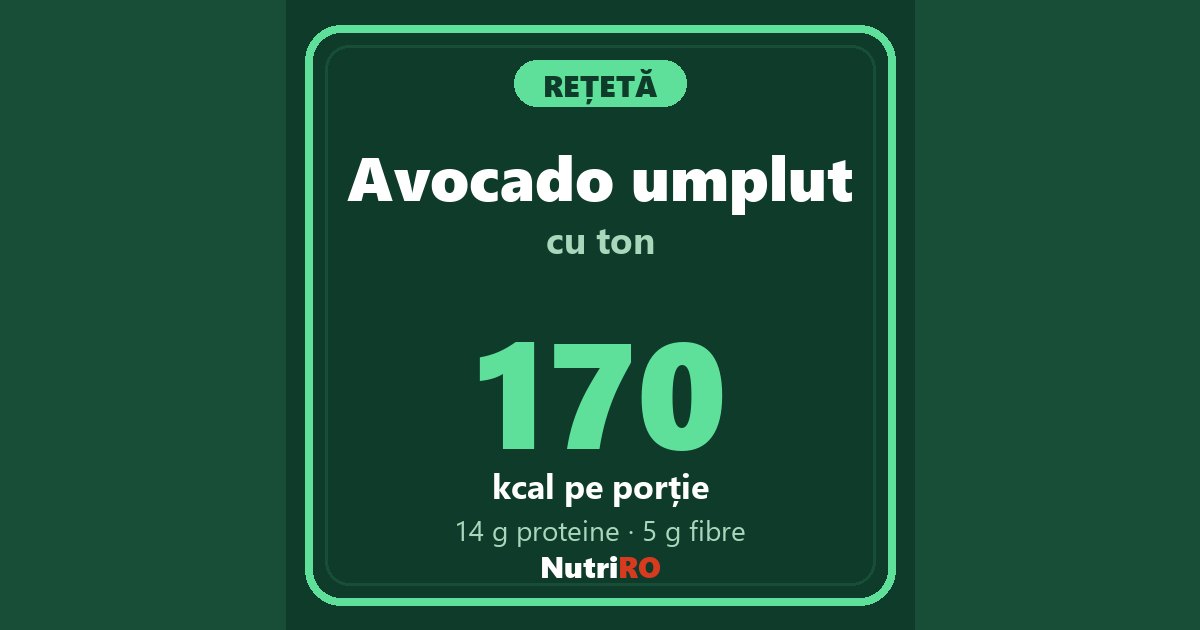 REȚETĂ
Avocado umplut
cu ton
170
kcal pe porție
14 g proteine · 5 g fibre
NutriRO